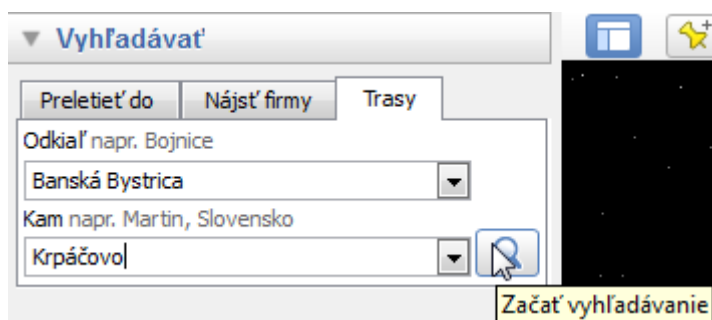 Vyhľadávať
Preletieť do Nájsť firmy Trasy
Odkiaľ napr. Bojnice
Banská Bystrica
Kam napr. Martin, Slovensko
Krpáčovo
Začať vyhľadávanie